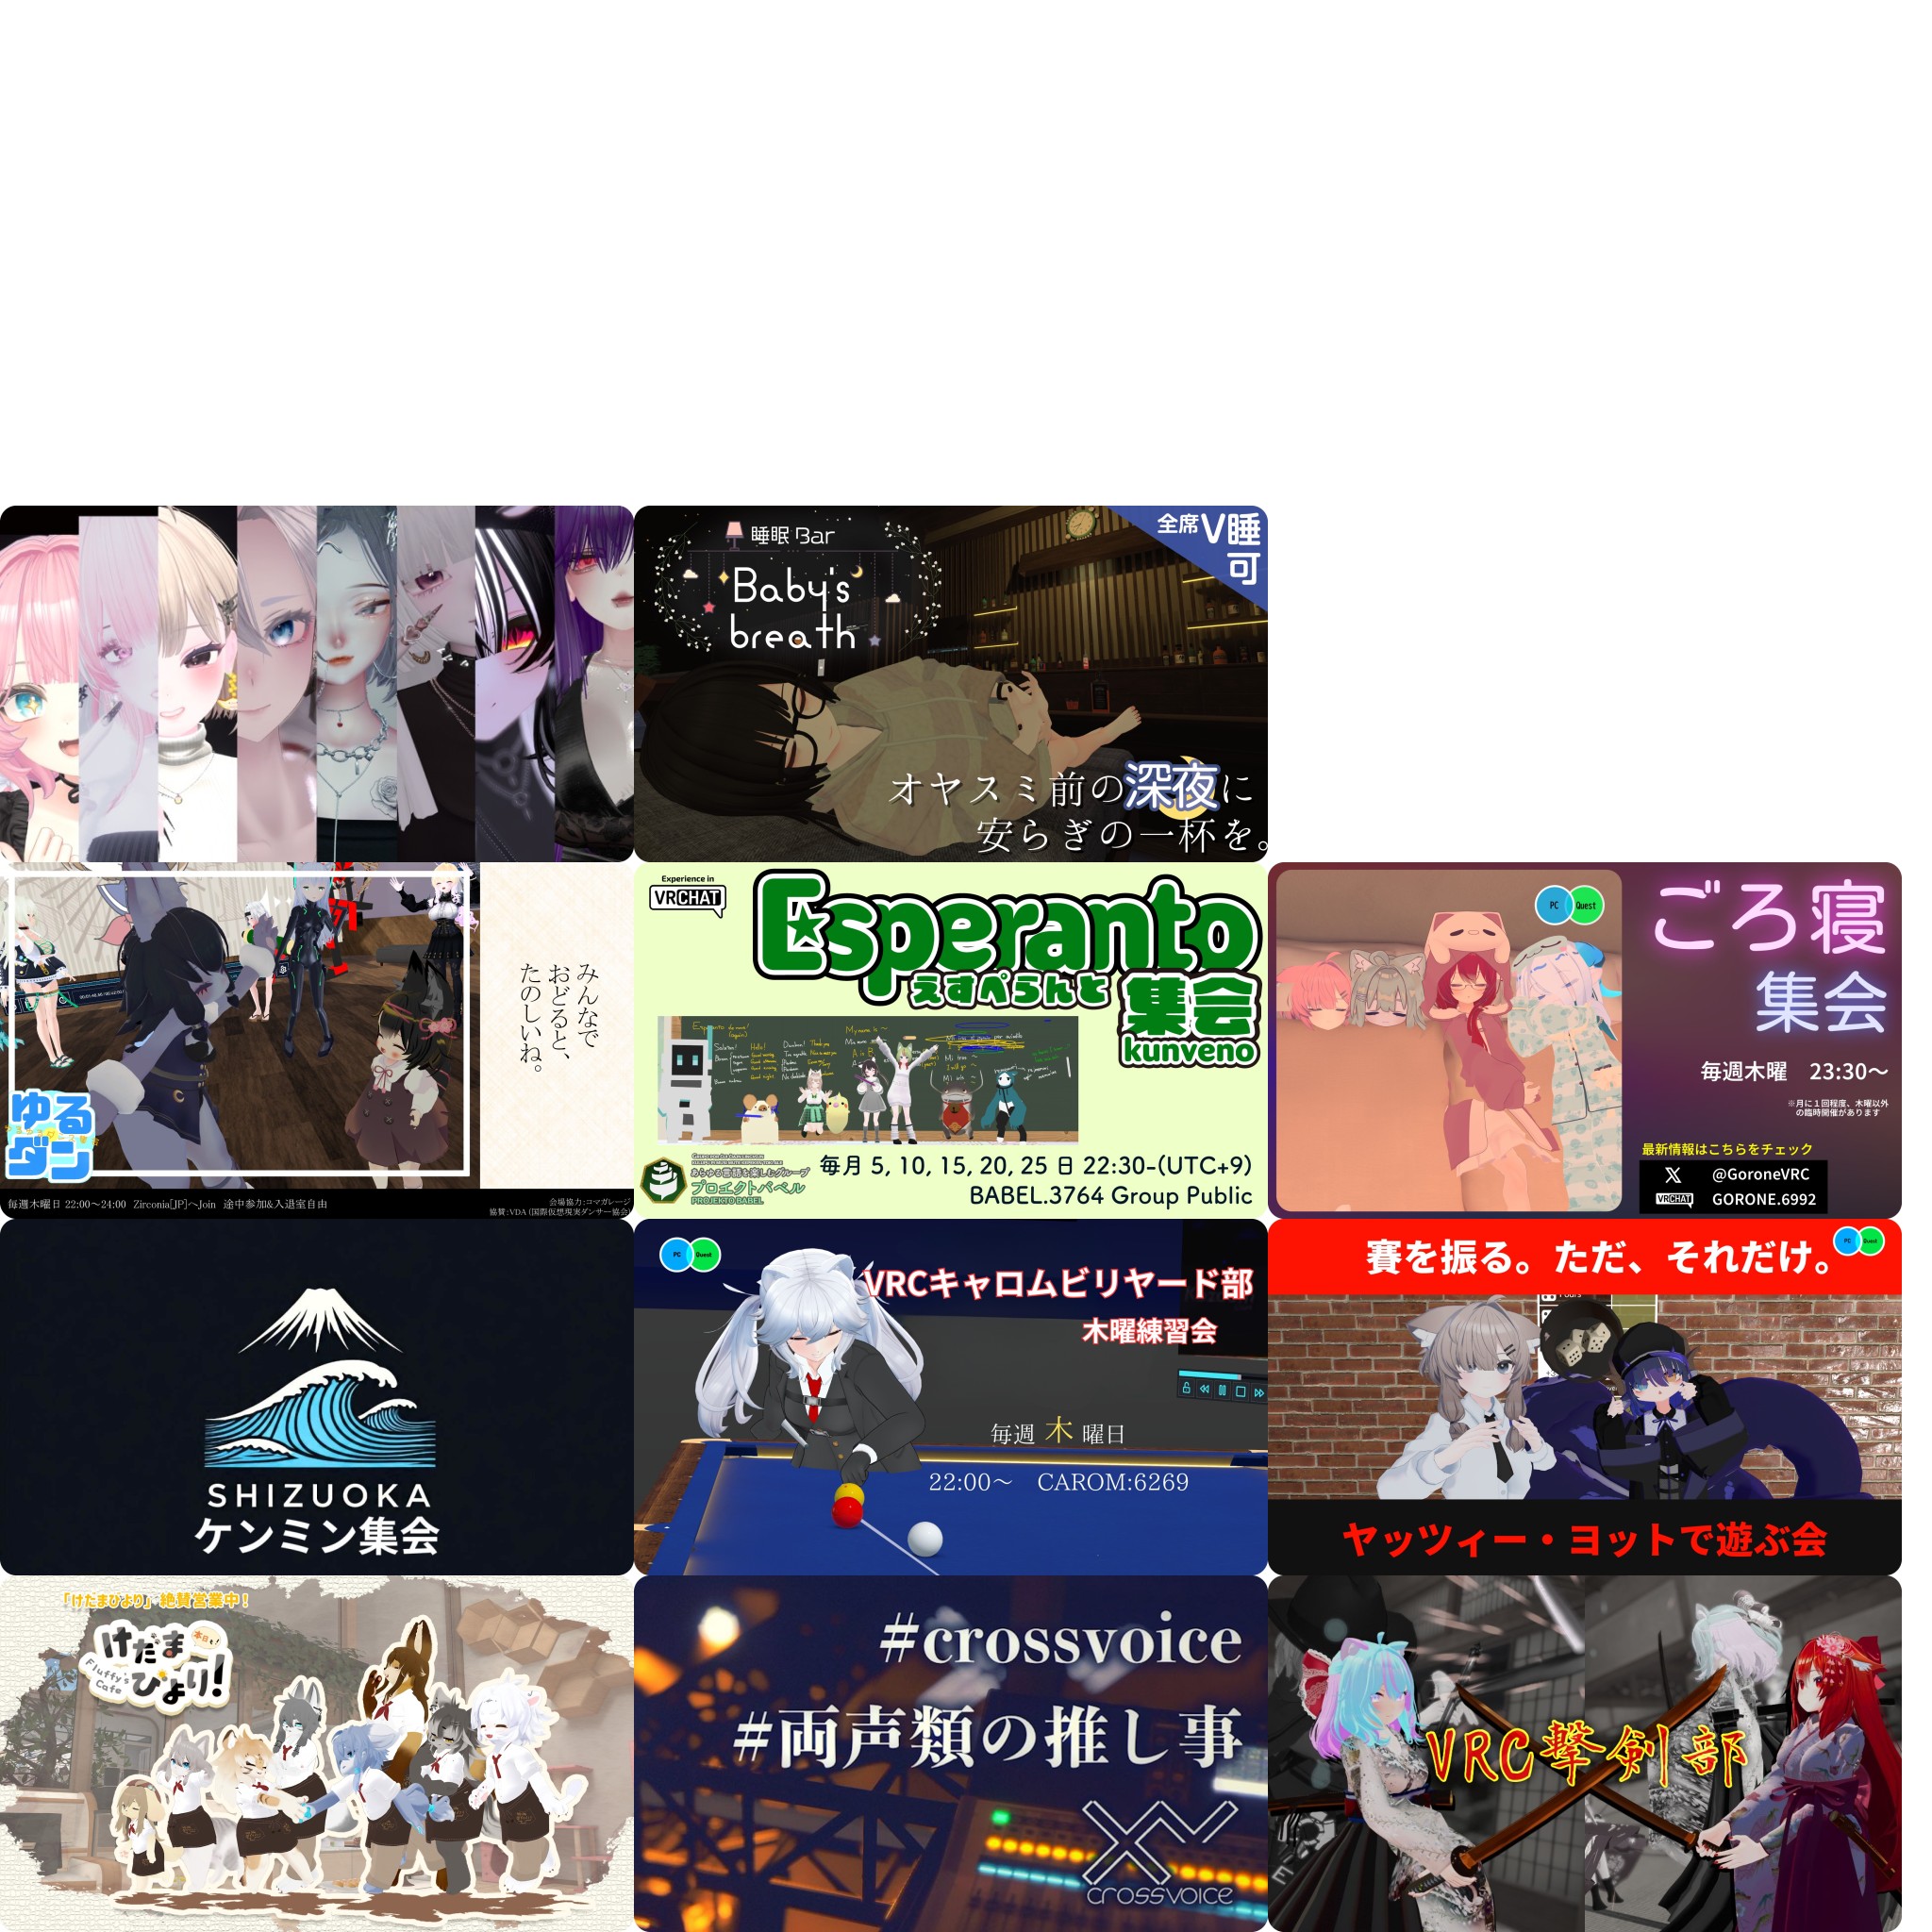 睡眠 Bar
Baby's
breath
全席V睡
可
オヤスミ前の深夜に
安らぎの一杯を。
みんなで
おどると、
たのしいね。
ゆる
ダン
毎週木曜日 22:00〜24:00 Zirconia[JP]へJoin 途中参加&入退室自由
会場協力:コマガレージ
協賛:VDA (国際仮想現実ダンサー協会)
Experience in
VRCHAT
Esperanto
えすぺらんと 集会
kunveno
あらゆる言語を楽しむグループ
プロエクトバベル
PROJEKTO BABEL
毎月 5, 10, 15, 20, 25 日 22:30-(UTC+9)
BABEL.3764 Group Public
PC Quest
ごろ寝
集会
毎週木曜 23:30〜
※月に１回程度、木曜以外
の臨時開催があります
最新情報はこちらをチェック
X @GoroneVRC
VRCHAT GORONE.6992
SHIZUOKA
ケンミン集会
PC Quest
VRCキャロムビリヤード部
木曜練習会
毎週 木 曜日
22:00〜 CAROM:6269
賽を振る。ただ、それだけ。
PC Quest
ヤッツィー・ヨットで遊ぶ会
「けだまびより」絶賛営業中！
本日も！
けだま
びより！
Fluffy's
Cafe
#crossvoice
#両声類の推し事
crossvoice
VRC撃剣部